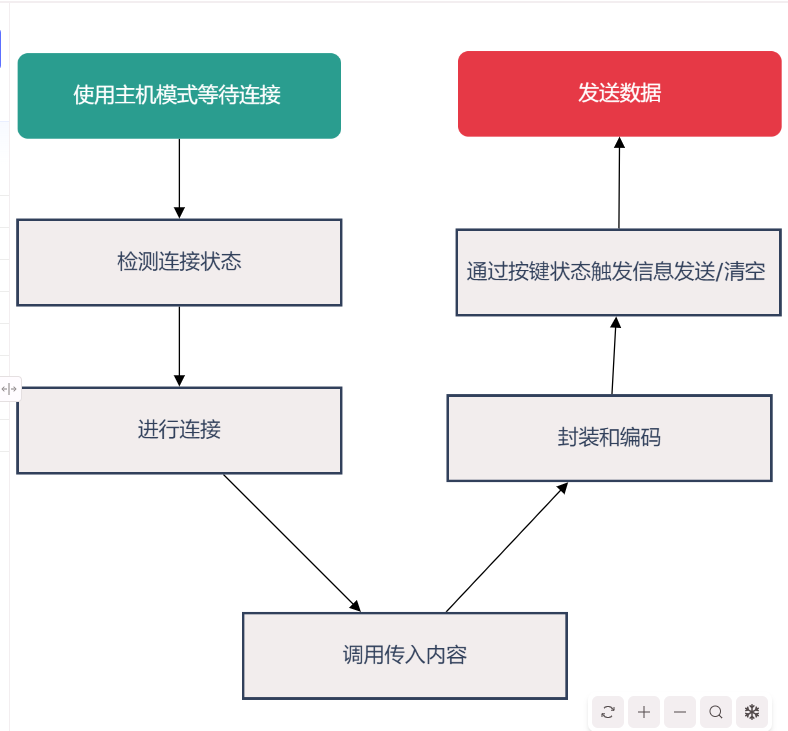 使用主机模式等待连接
检测连接状态
进行连接
调用传入内容
封装和编码
通过按键状态触发信息发送/清空
发送数据